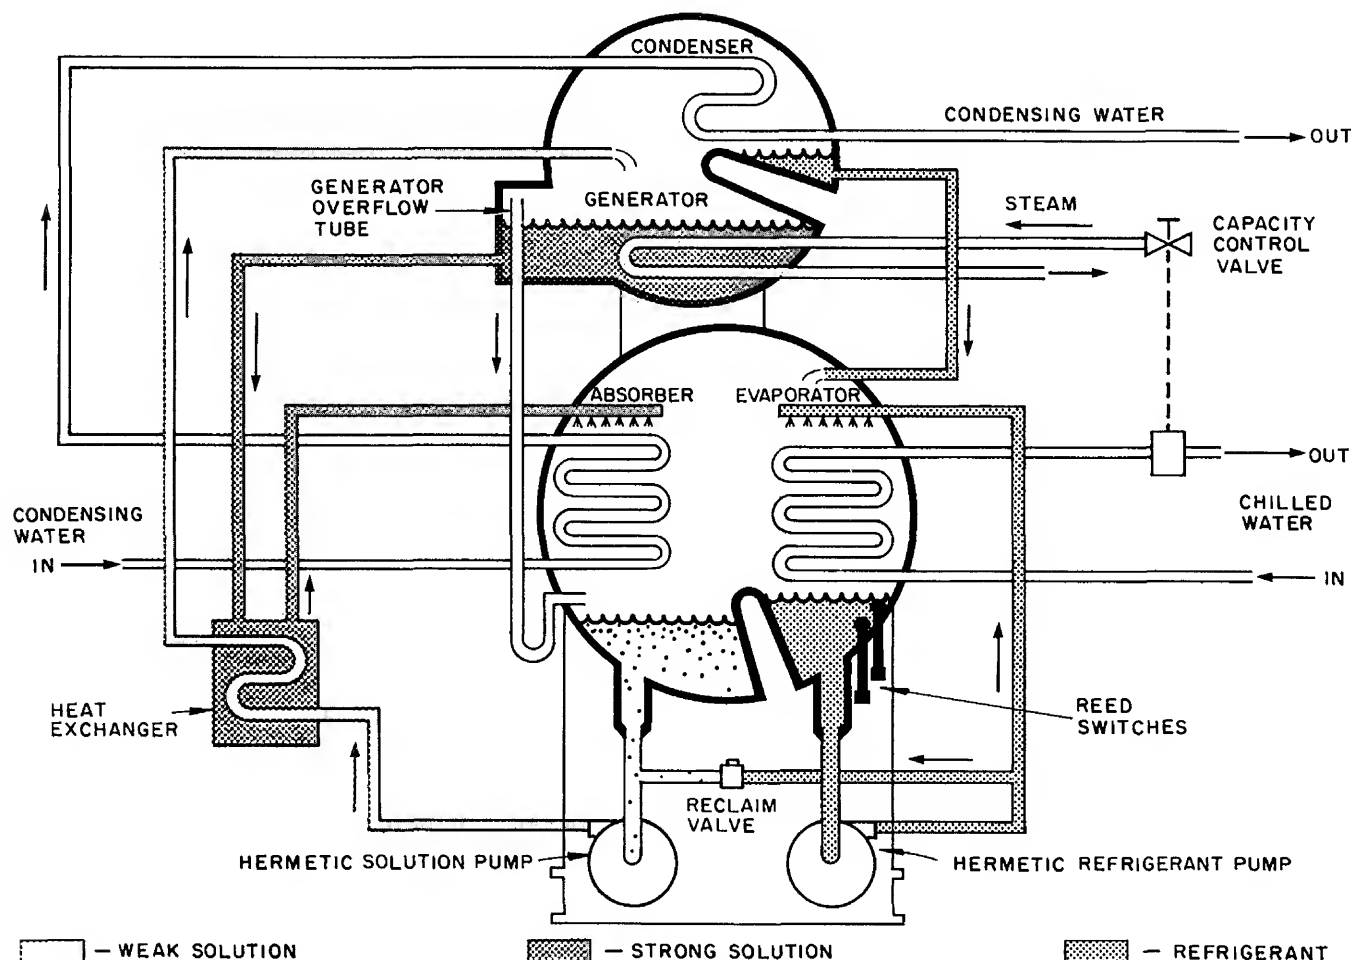 CONDENSER
CONDENSING WATER
OUT
GENERATOR
OVERFLOW
TUBE
GENERATOR
STEAM
CAPACITY
CONTROL
VALVE
ABSORBER
EVAPORATOR
OUT
CONDENSING
WATER
IN
CHILLED
WATER
IN
HEAT
EXCHANGER
REED
SWITCHES
RECLAIM
VALVE
HERMETIC SOLUTION PUMP
HERMETIC REFRIGERANT PUMP
— WEAK SOLUTION
— STRONG SOLUTION
— REFRIGERANT